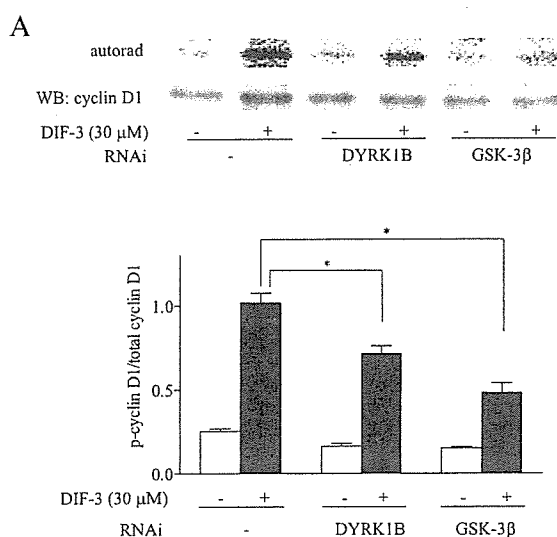 A
autorad
WB: cyclin D1
DIF-3 (30 μM) - + - + - +
RNAi - DYRK1B GSK-3β
* 
*
p-cyclin D1/total cyclin D1
1.0
0.5
0.0
DIF-3 (30 μM) - + - + - +
RNAi - DYRK1B GSK-3β